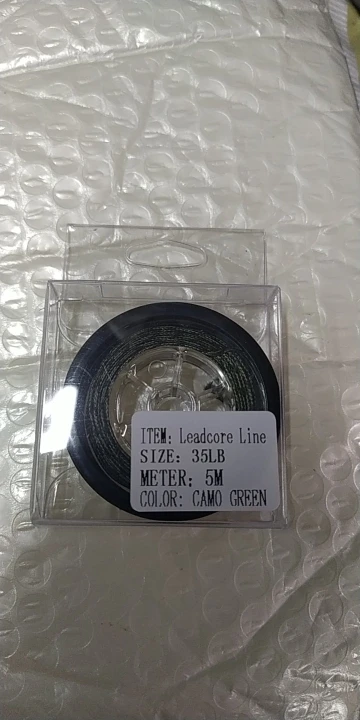 ITEM: Leadcore Line
SIZE: 35LB
METER: 5M
COLOR: CAMO GREEN